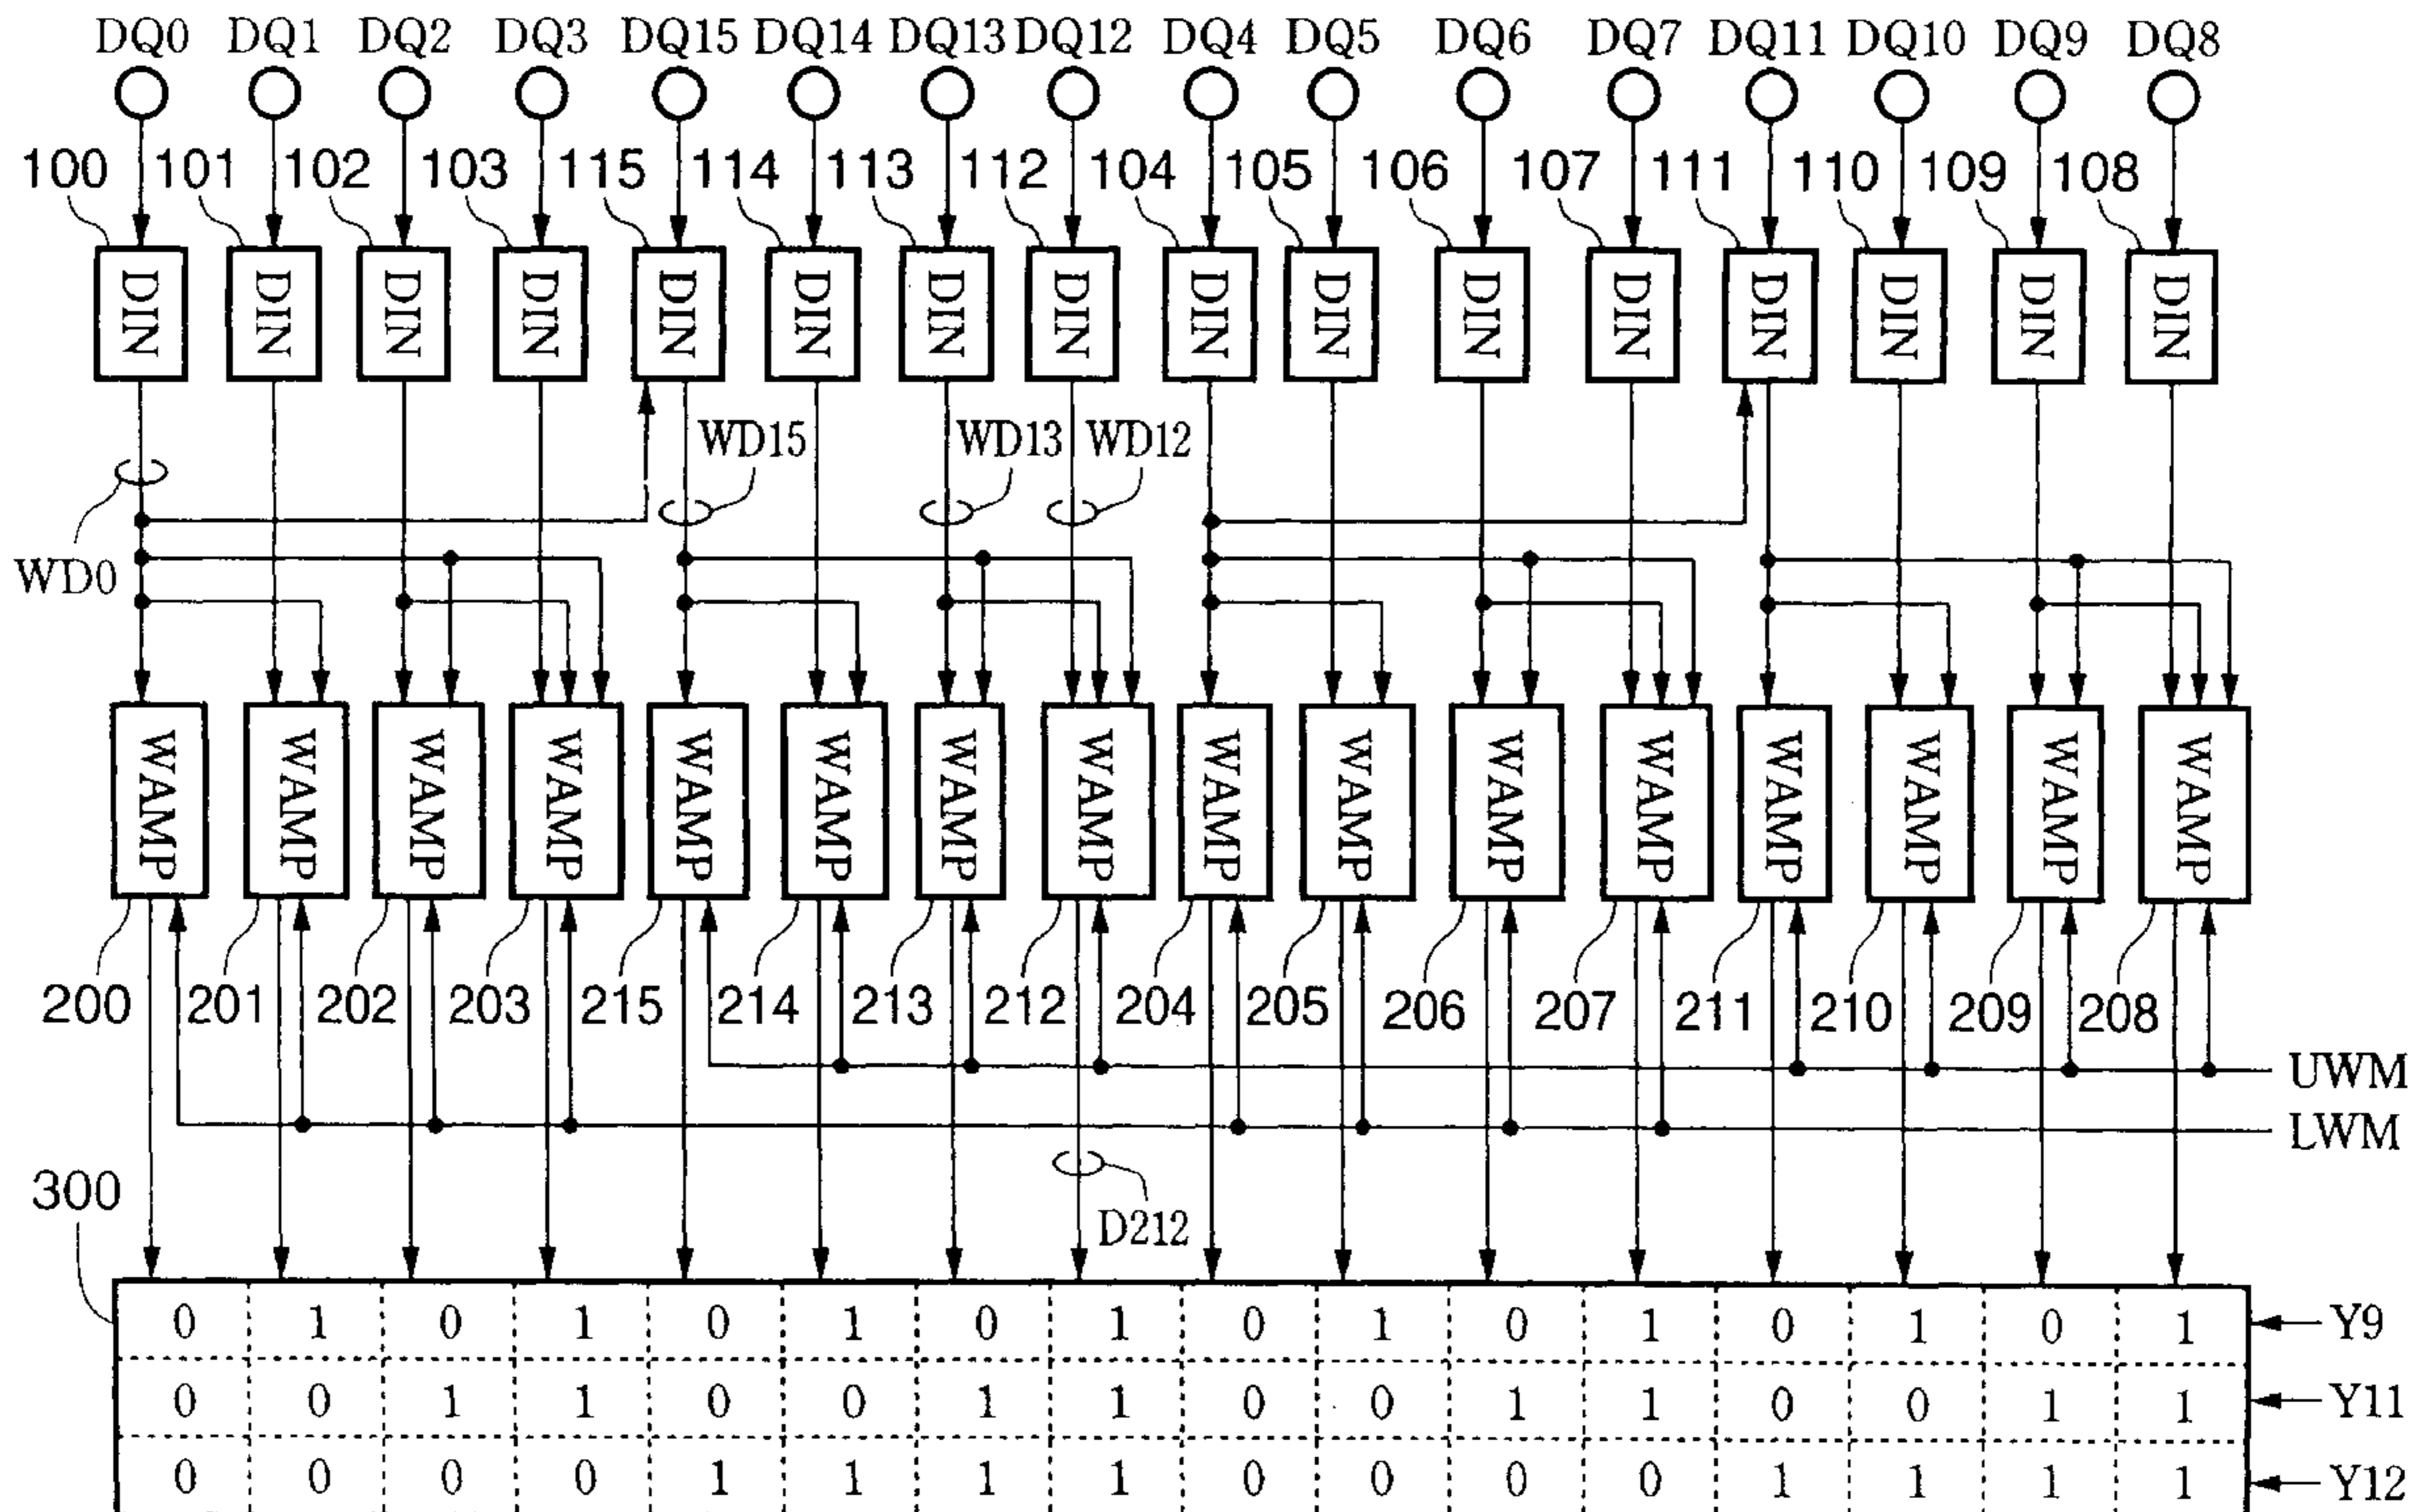 DQ0 DQ1 DQ2 DQ3 DQ15 DQ14 DQ13 DQ12 DQ4 DQ5 DQ6 DQ7 DQ11 DQ10 DQ9 DQ8
100 101 102 103 115 114 113 112 104 105 106 107 111 110 109 108
DIN DIN DIN DIN DIN DIN DIN DIN DIN DIN DIN DIN DIN DIN DIN DIN
WD15 WD13 WD12
WD0
WAMP WAMP WAMP WAMP WAMP WAMP WAMP WAMP WAMP WAMP WAMP WAMP WAMP WAMP WAMP WAMP
200 201 202 203 215 214 213 212 204 205 206 207 211 210 209 208
UWM
LWM
300
D212
0 1 0 1 0 1 0 1 0 1 0 1 0 1 0 1 Y9
0 0 1 1 0 0 1 1 0 0 1 1 0 0 1 1 Y11
0 0 0 0 1 1 1 1 0 0 0 0 1 1 1 1 Y12